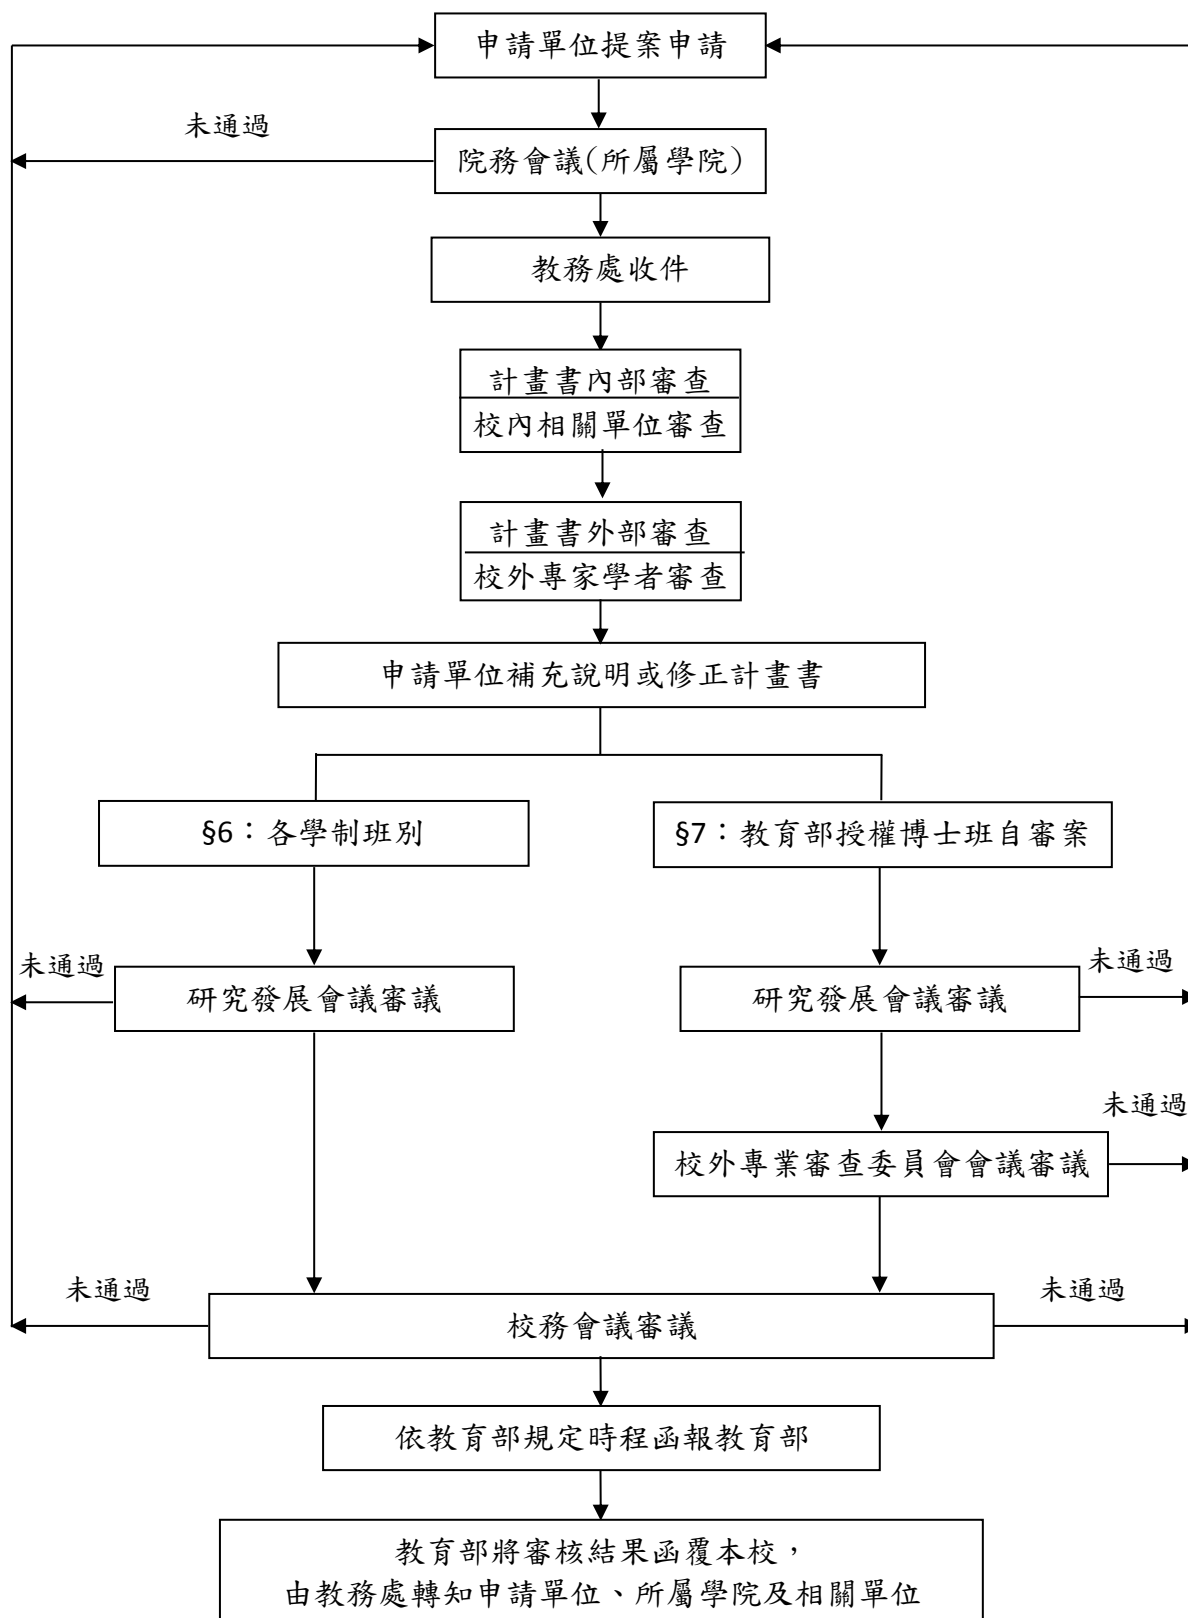 申請單位提案申請
未通過
院務會議(所屬學院)
教務處收件
計畫書內部審查
校內相關單位審查
計畫書外部審查
校外專家學者審查
申請單位補充說明或修正計畫書
§6：各學制班別
§7：教育部授權博士班自審案
未通過
研究發展會議審議
研究發展會議審議
未通過
未通過
校外專業審查委員會會議審議
未通過
校務會議審議
未通過
依教育部規定時程函報教育部
教育部將審核結果函覆本校，
由教務處轉知申請單位、所屬學院及相關單位